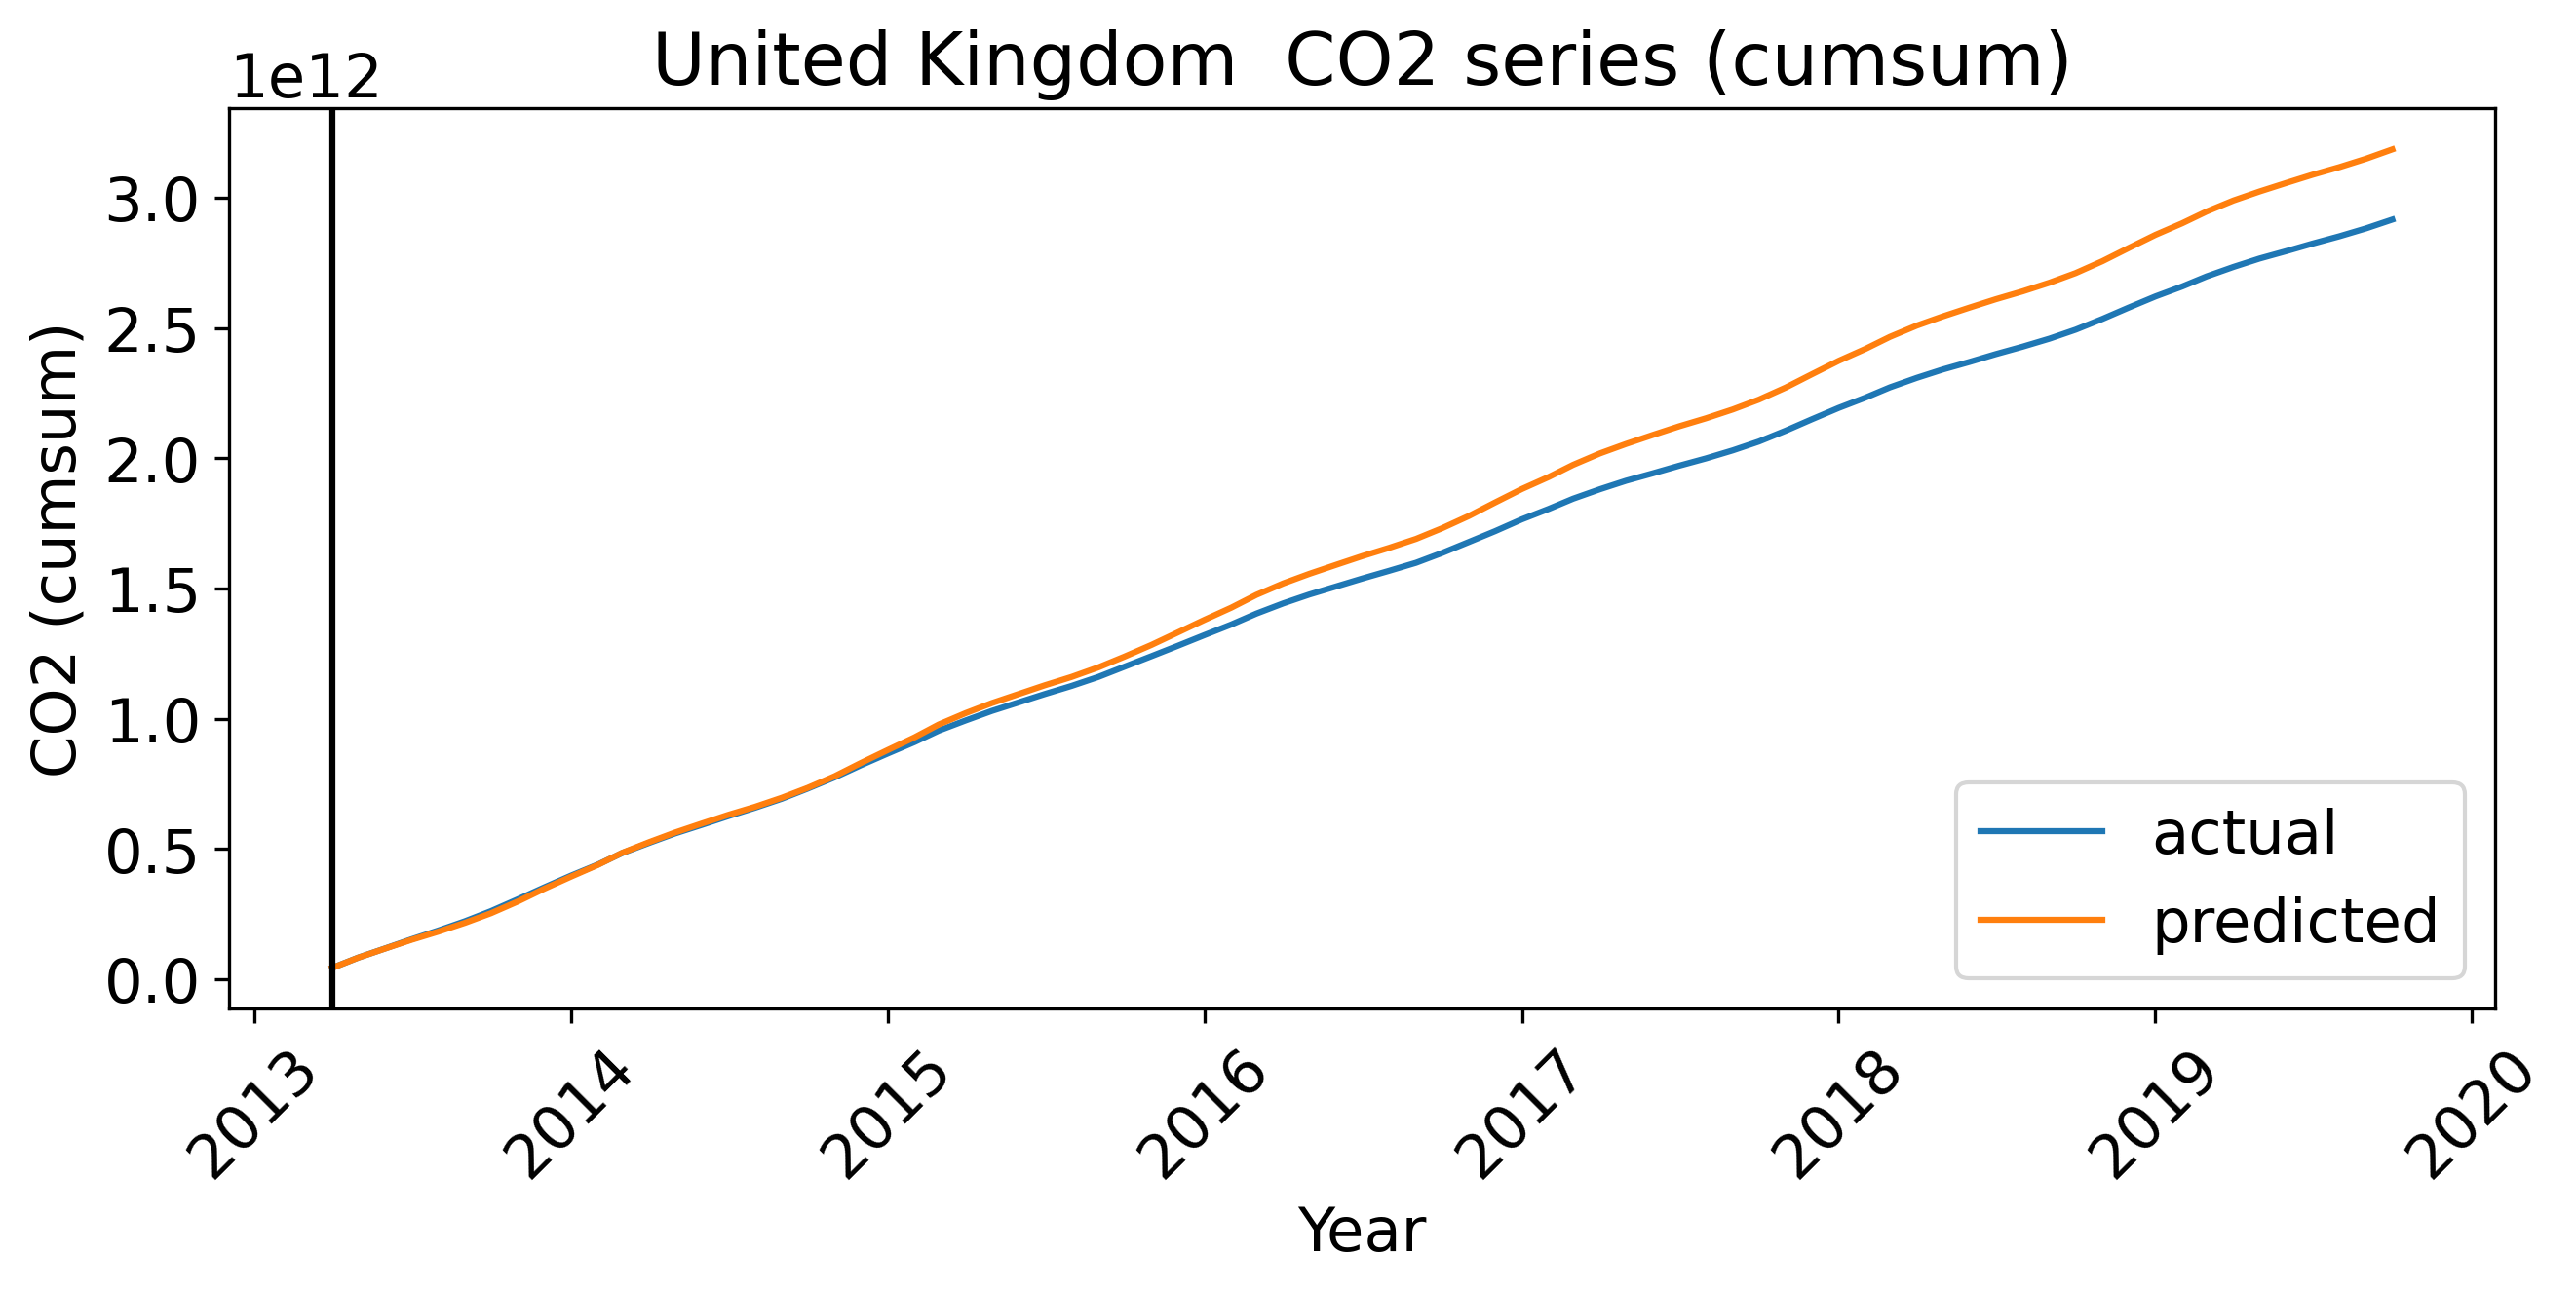 United Kingdom  CO2 series (cumsum)
1e12
CO2 (cumsum)
3.0
2.5
2.0
1.5
1.0
0.5
0.0
actual
predicted
2013 2014 2015 2016 2017 2018 2019 2020
Year